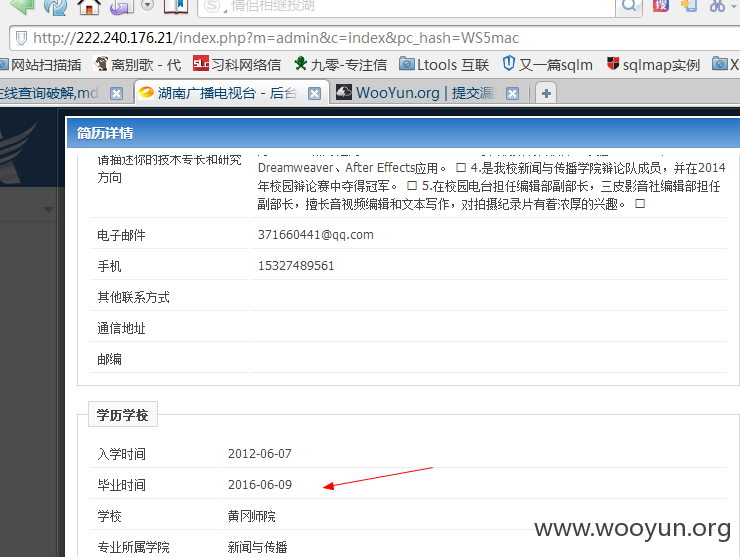 情侣相继投湖
http://222.240.176.21/index.php?m=admin&c=index&pc_hash=WS5mac
网站扫描插 离别歌 - 代 SLc 习科网络信 九零-专注信 Ltools 互联 又一篇sqlm sqlmap实例 X
在线查询破解,md 湖南广播电视台 - 后台 WooYun.org | 提交漏
简历详情
请描述你的技术专长和研究方向
Dreamweaver、After Effects应用。 □ 4.是我校新闻与传播学院辩论队成员，并在2014
年校园辩论赛中夺得冠军。 □ 5.在校园电台担任编辑部副部长，三皮影音社编辑部担任
副部长，擅长音视频编辑和文本写作，对拍摄纪录片有着浓厚的兴趣。 □
电子邮件 371660441@qq.com
手机 15327489561
其他联系方式
通信地址
邮编
学历学校
入学时间 2012-06-07
毕业时间 2016-06-09
学校 黄冈师院
专业所属学院 新闻与传播
www.wooyun.org